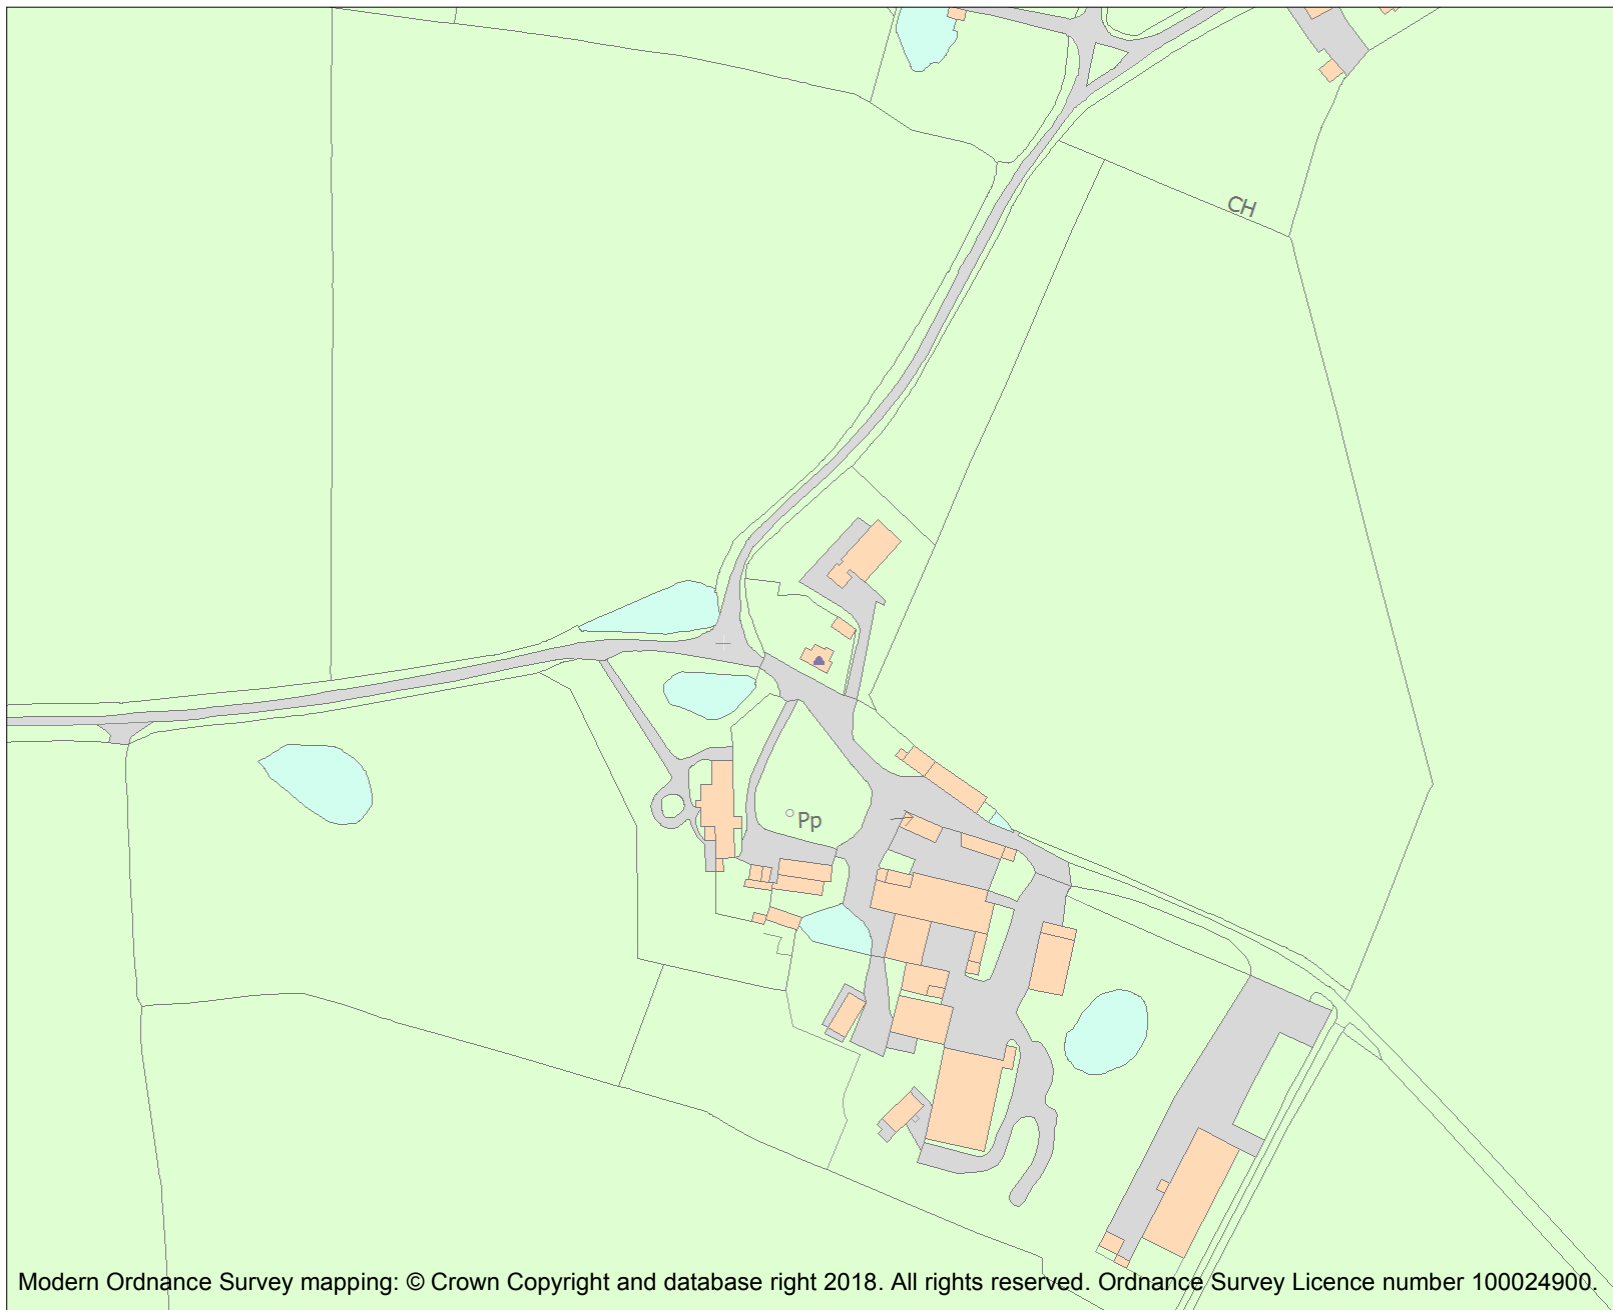 CH
Pp
Modern Ordnance Survey mapping: © Crown Copyright and database right 2018. All rights reserved. Ordnance Survey Licence number 100024900.